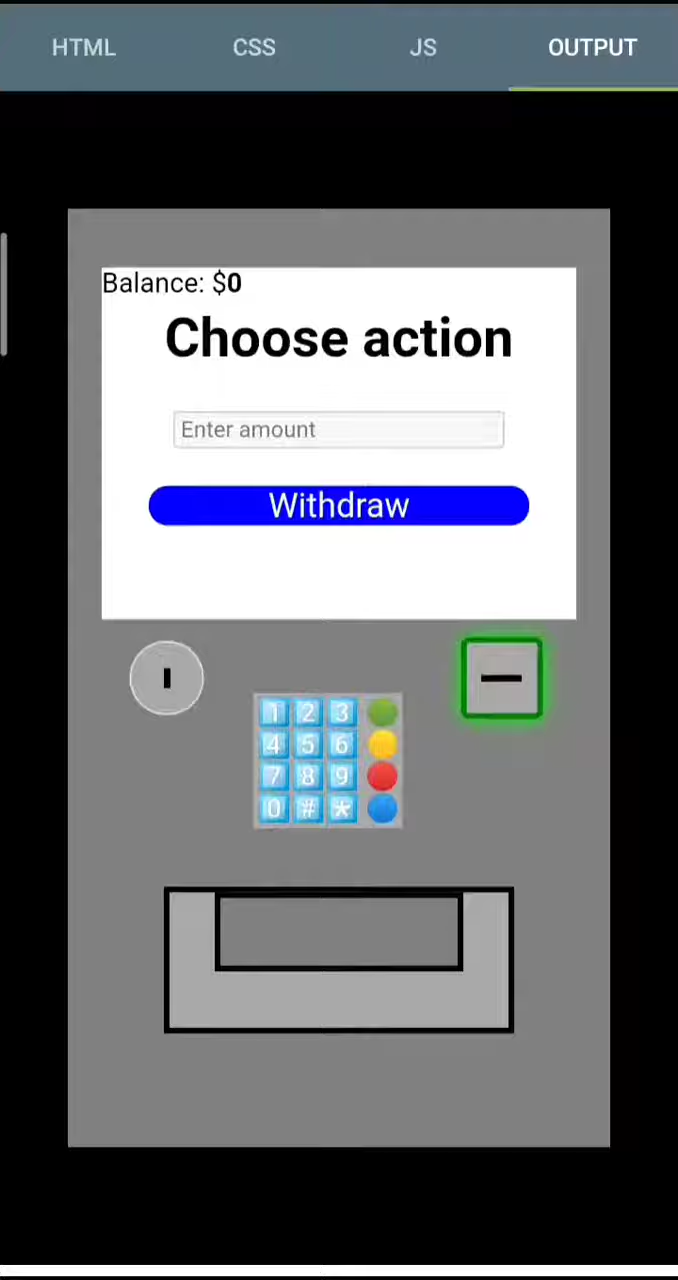 HTML CSS JS OUTPUT
Balance: $0
Choose action
Enter amount
Withdraw
1 2 3
4 5 6
7 8 9
0 # *